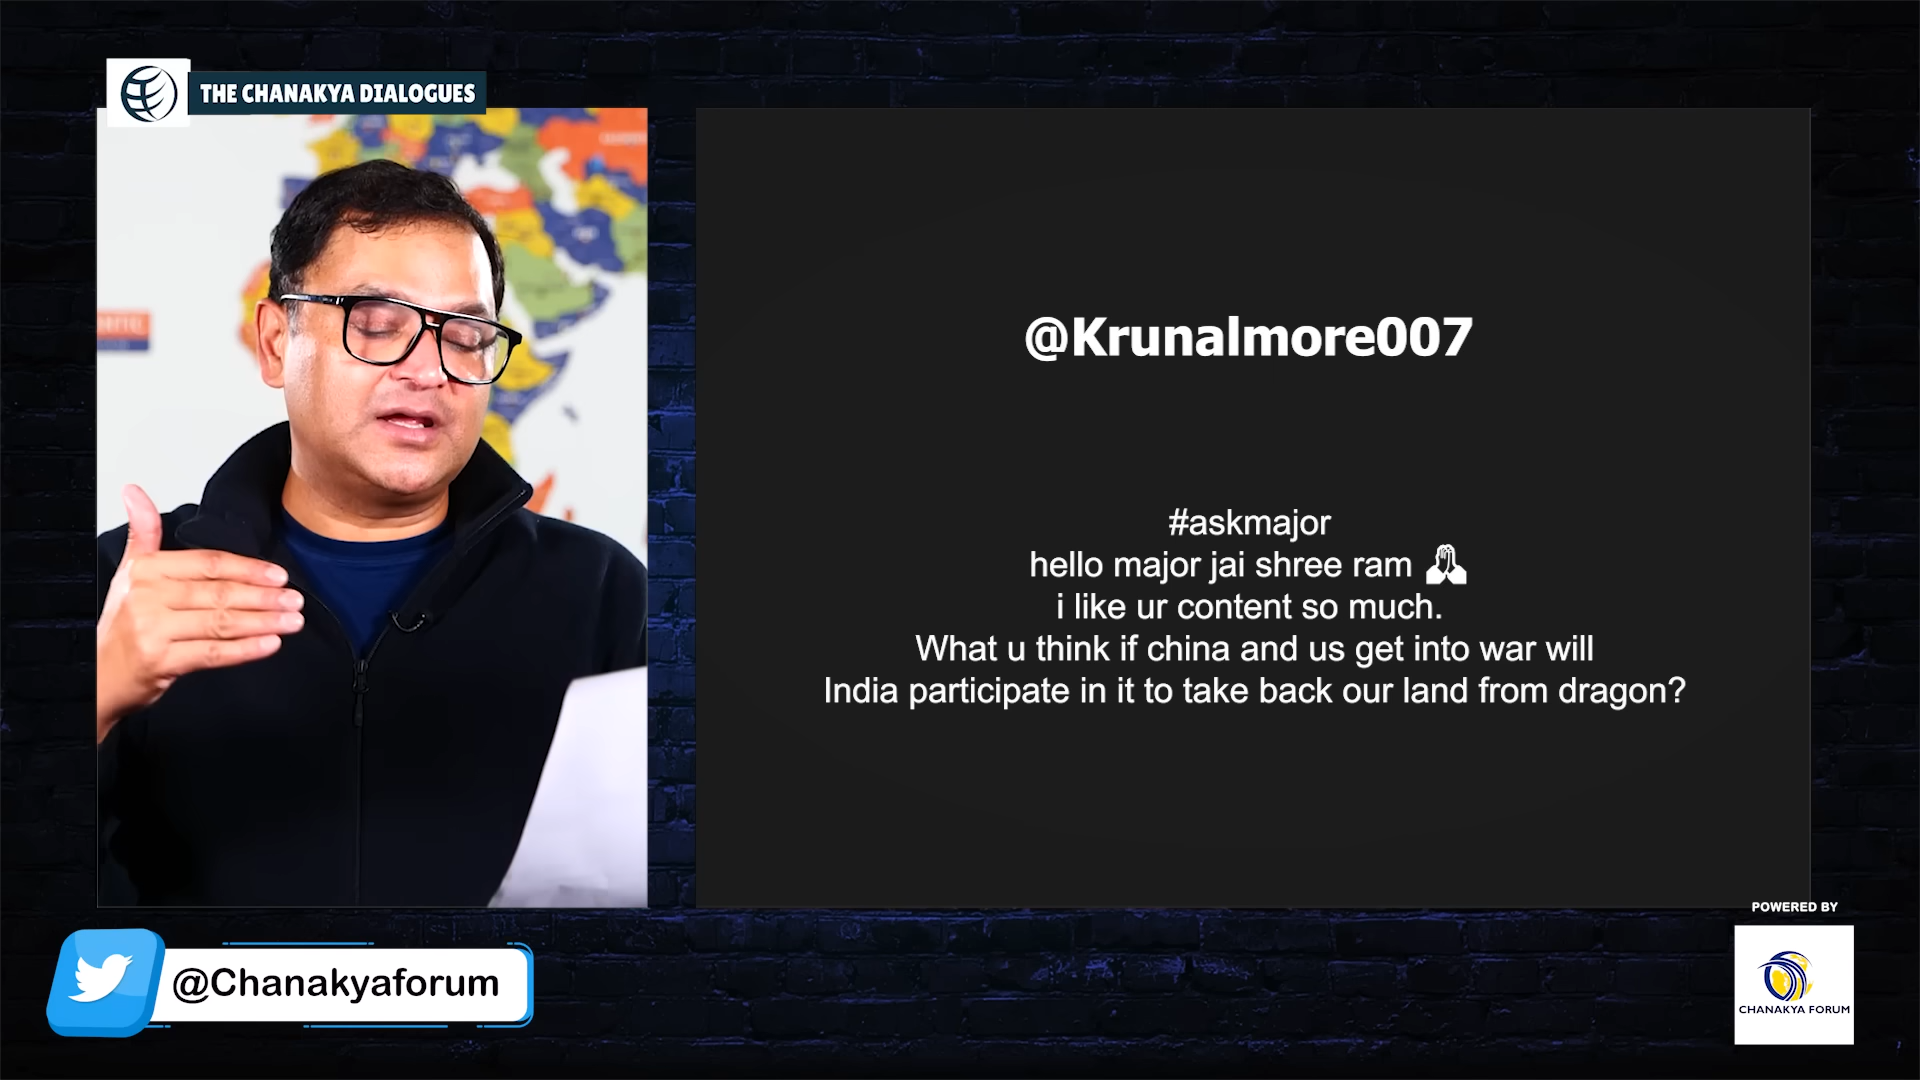 THE CHANAKYA DIALOGUES
@Krunalmore007
#askmajor
hello major jai shree ram 🙏
i like ur content so much.
What u think if china and us get into war will
India participate in it to take back our land from dragon?
POWERED BY
CHANAKYA FORUM
@Chanakyaforum